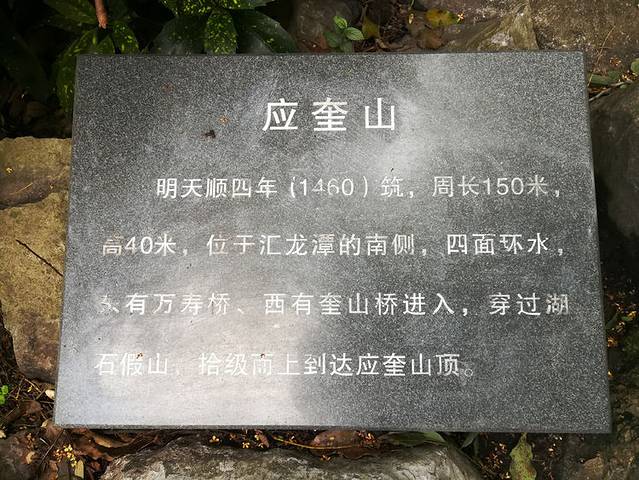 应奎山
明天顺四年(1460)筑，周长150米，
高40米，位于汇龙潭的南侧，四面环水，
东有万寿桥、西有奎山桥进入，穿过湖
石假山，拾级而上到达应奎山顶。